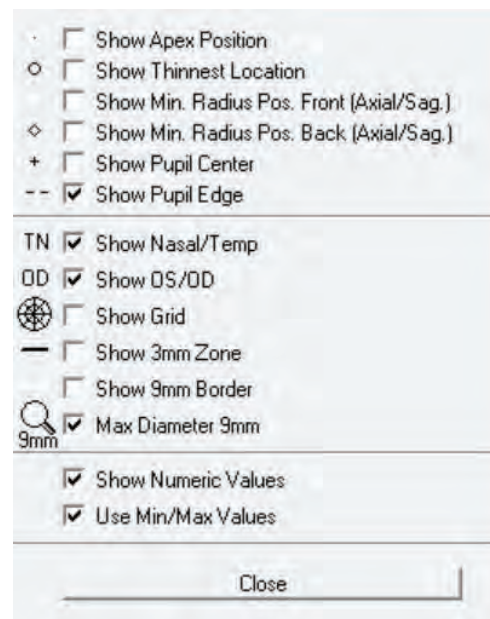 Show Apex Position
Show Thinnest Location
Show Min. Radius Pos. Front (Axial/Sag.)
Show Min. Radius Pos. Back (Axial/Sag.)
+ Show Pupil Center
-- Show Pupil Edge
TN Show Nasal/Temp
OD Show OS/OD
Show Grid
Show 3mm Zone
Show 9mm Border
9mm Max Diameter 9mm
Show Numeric Values
Use Min/Max Values
Close